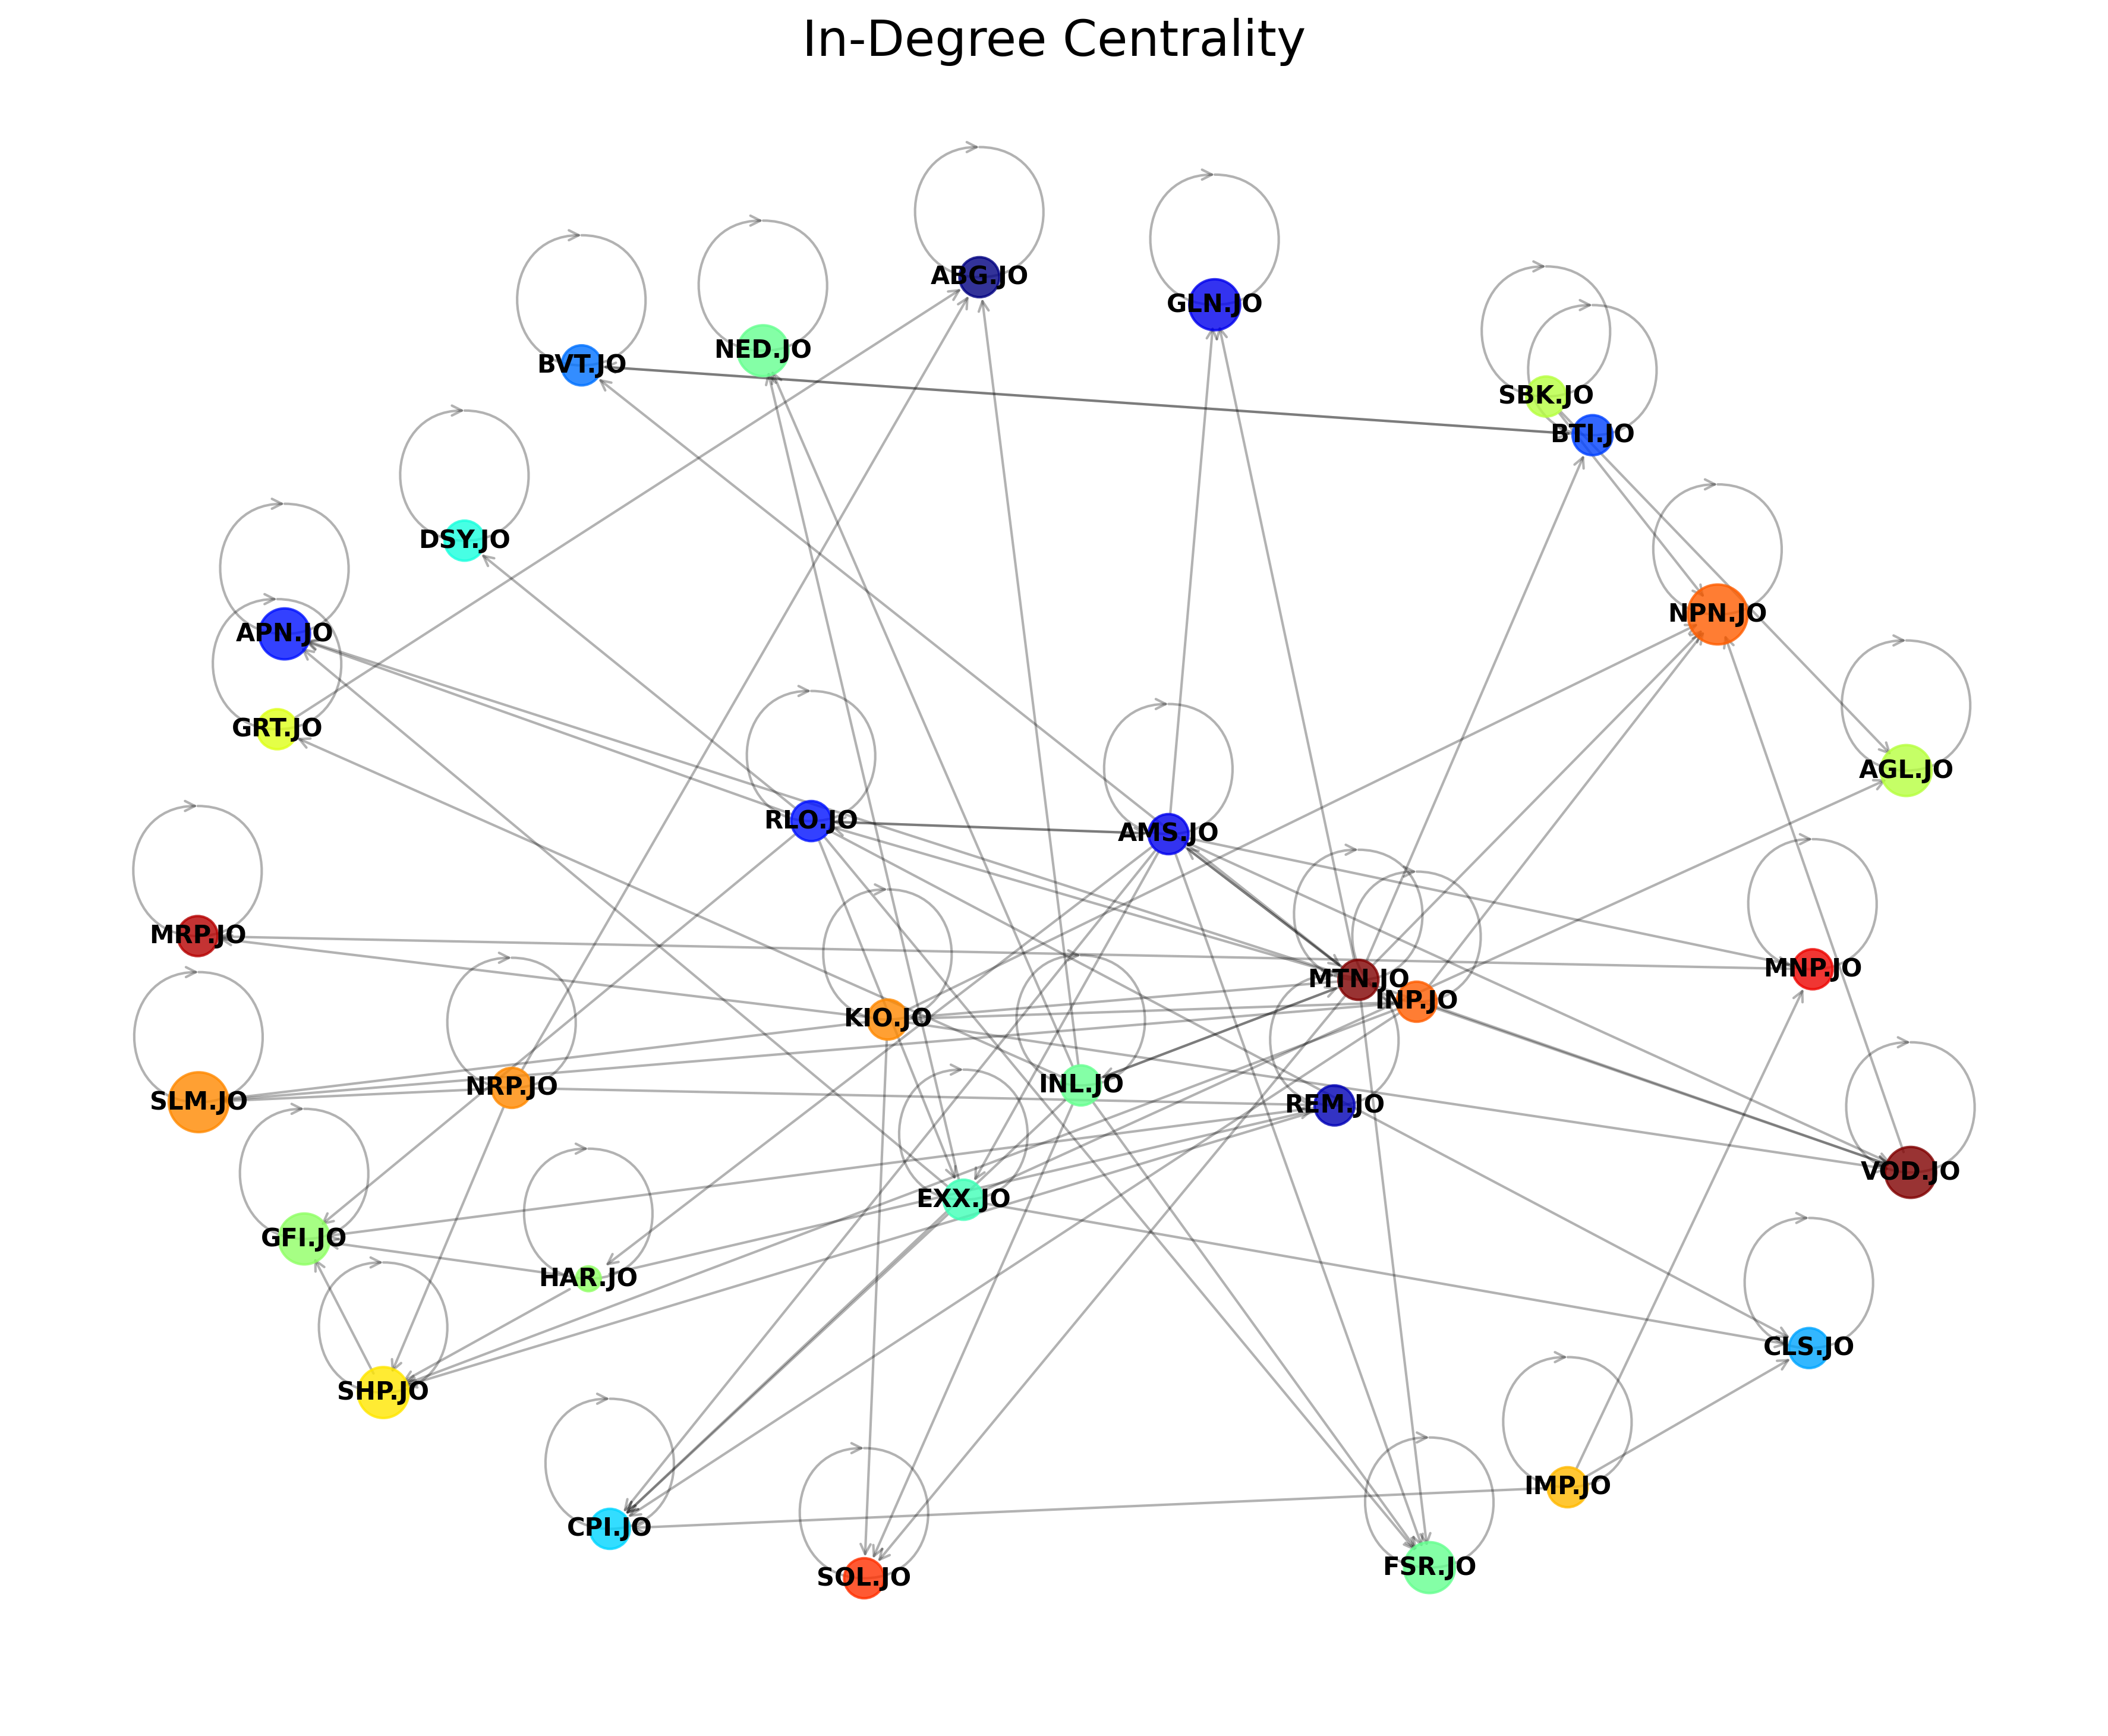 In-Degree Centrality
ABG.JO
GLN.JO
NED.JO
BVT.JO
SBK.JO
BTI.JO
DSY.JO
NPN.JO
APN.JO
GRT.JO
AGL.JO
RLO.JO
AMS.JO
MRP.JO
MNP.JO
MTN.JO
INP.JO
KIO.JO
INL.JO
NRP.JO
SLM.JO
REM.JO
VOD.JO
EXX.JO
GFI.JO
HAR.JO
CLS.JO
SHP.JO
IMP.JO
CPI.JO
FSR.JO
SOL.JO